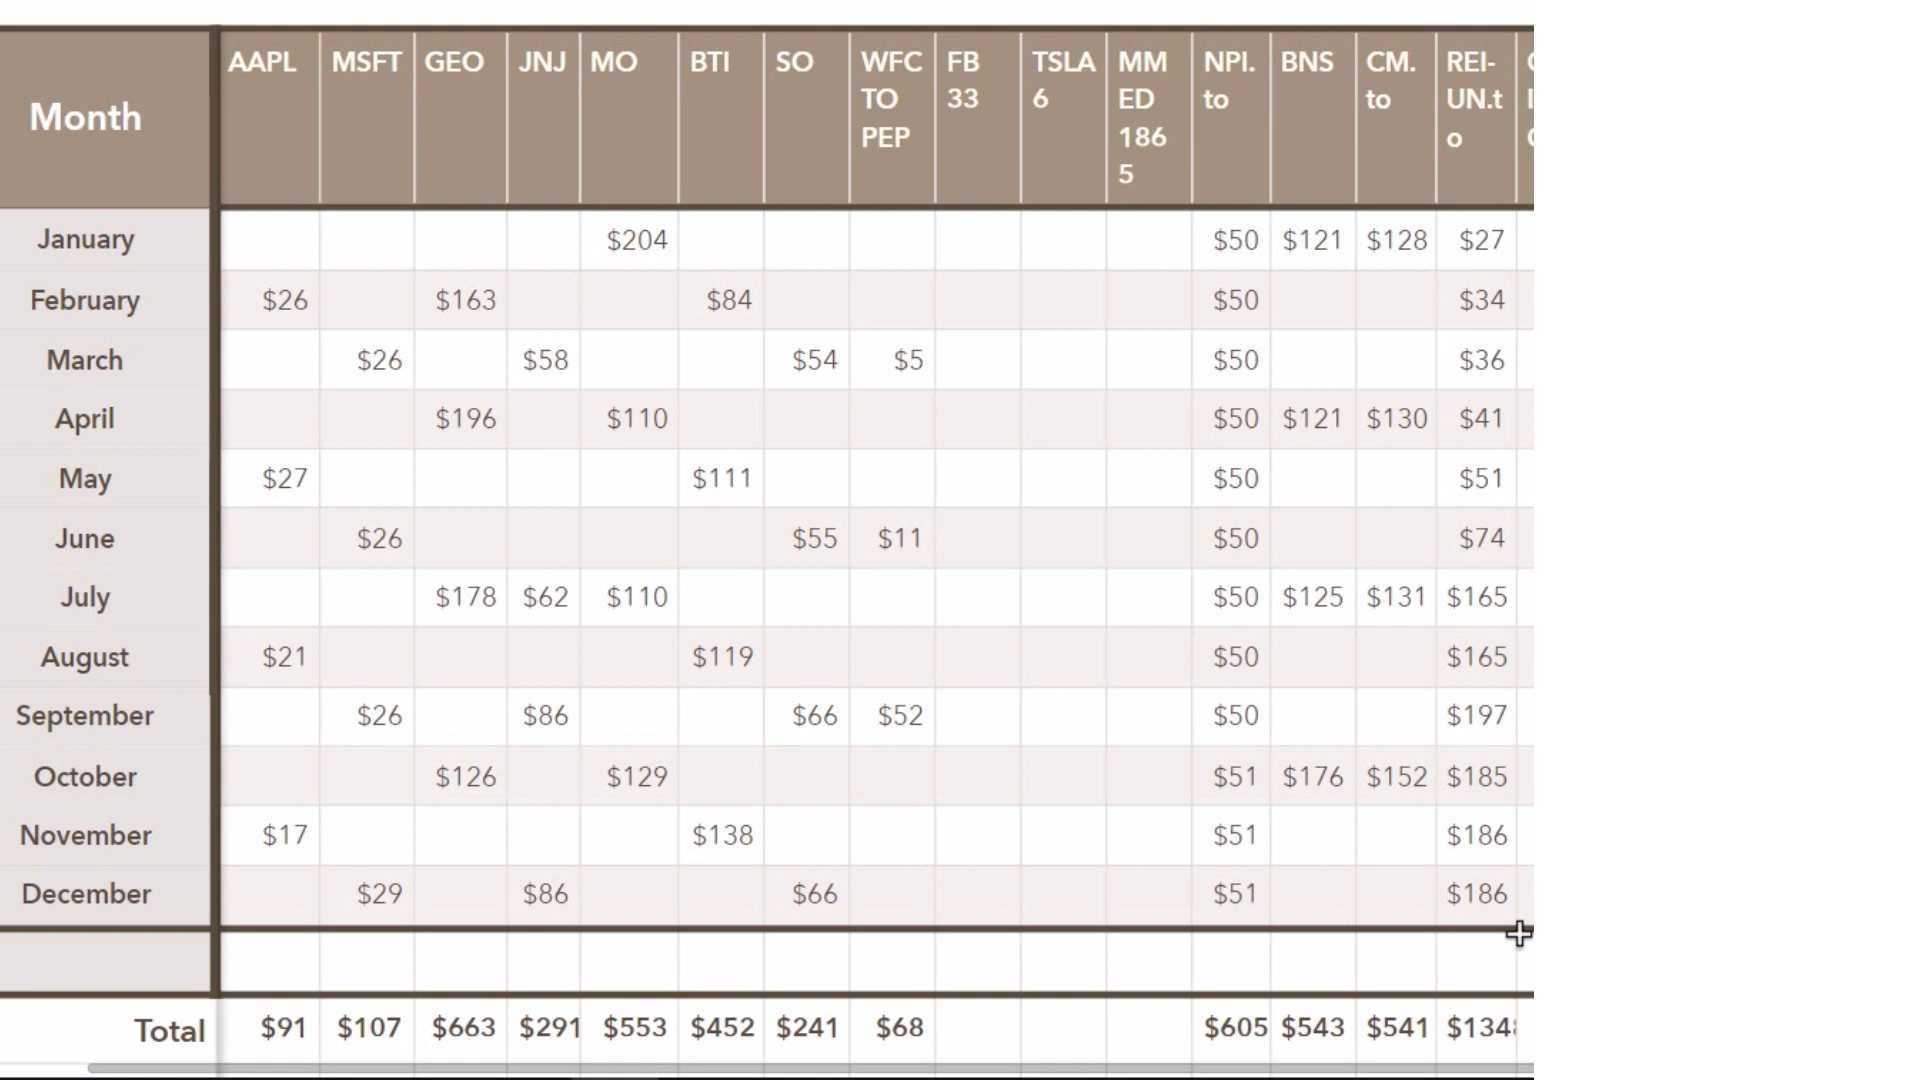 Month AAPL MSFT GEO JNJ MO BTI SO WFC TO PEP FB 33 TSLA 6 MM ED 186 5 NPI. to BNS CM. to REI- UN.t o
January $204 $50 $121 $128 $27
February $26 $163 $84 $50 $34
March $26 $58 $54 $5 $50 $36
April $196 $110 $50 $121 $130 $41
May $27 $111 $50 $51
June $26 $55 $11 $50 $74
July $178 $62 $110 $50 $125 $131 $165
August $21 $119 $50 $165
September $26 $86 $66 $52 $50 $197
October $126 $129 $51 $176 $152 $185
November $17 $138 $51 $186
December $29 $86 $66 $51 $186
Total $91 $107 $663 $291 $553 $452 $241 $68 $605 $543 $541